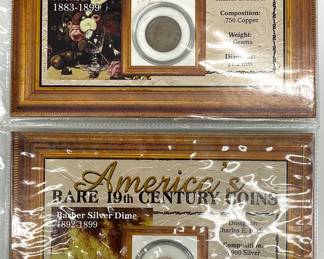 1883-1899
Composition:
.750 Copper
Weight:
Grams
America's
RARE 19th CENTURY COINS
Barber Silver Dime
1892-1899
Charles E.
Composition:
.900 Silver